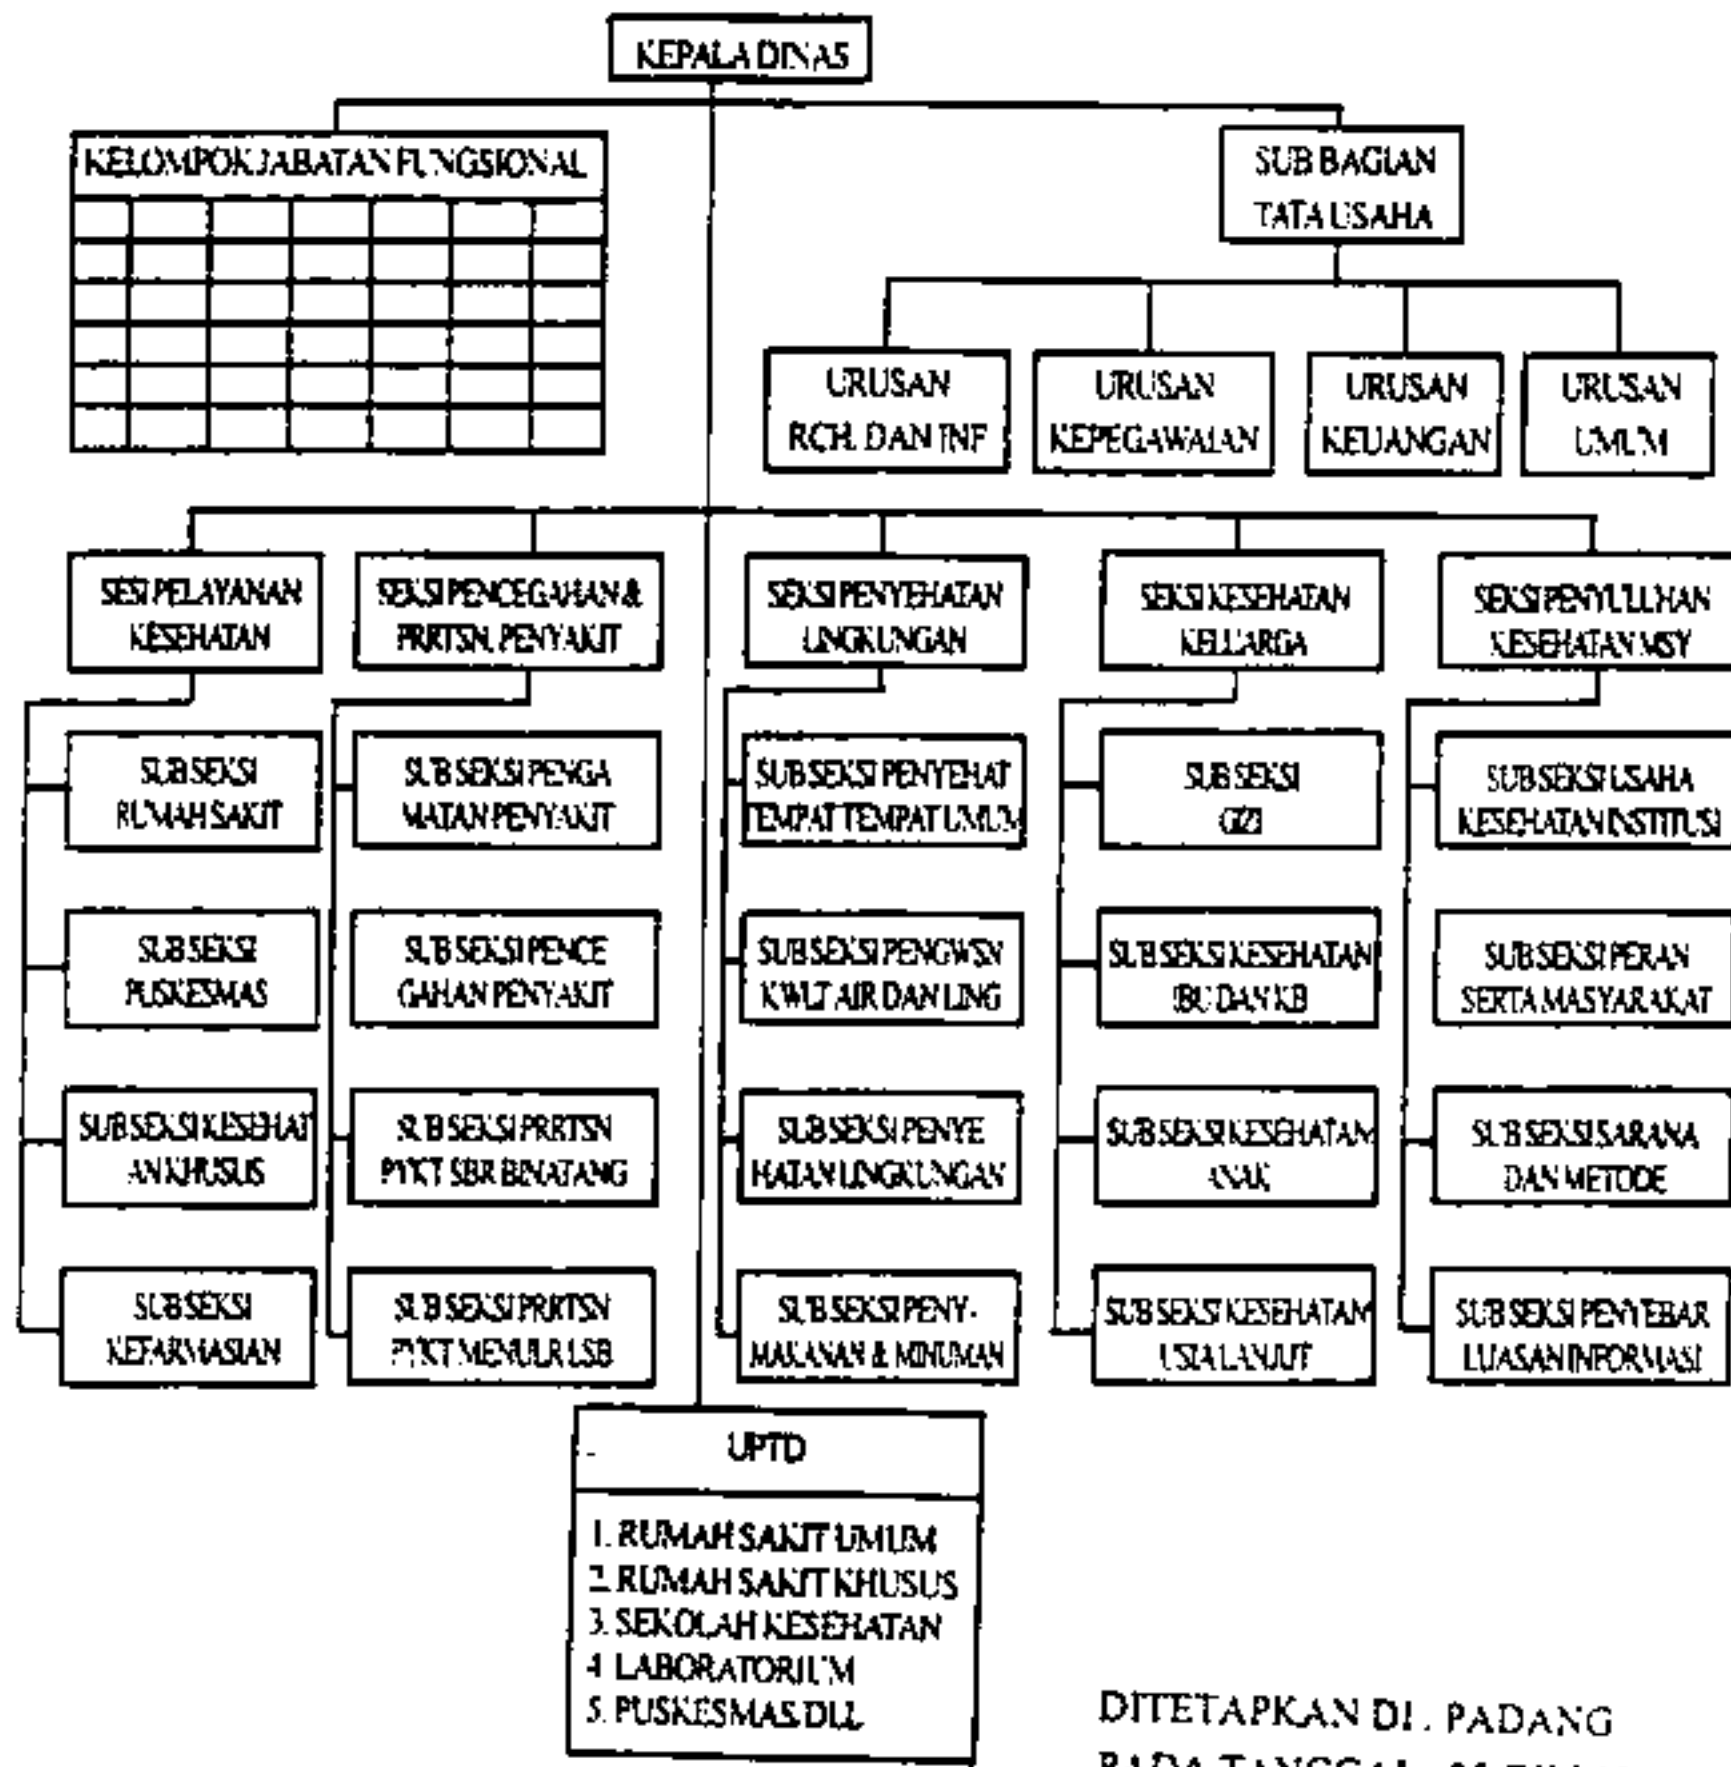 KEPALA DINAS
KELOMPOK JABATAN FUNGSIONAL
SUB BAGIAN
TATA USAHA
URUSAN
RCH. DAN INF
URUSAN
KEPEGAWAIAN
URUSAN
KEUANGAN
URUSAN
UMUM
SESI PELAYANAN
KESEHATAN
SEKSI PENCEGAHAN &
PRRTSN. PENYAKIT
SEKSI PENYEHATAN
LINGKUNGAN
SEKSI KESEHATAN
KELUARGA
SEKSI PENYULUHAN
KESEHATAN MSY
SUB SEKSI
RUMAH SAKIT
SUB SEKSI PENGA
MATAN PENYAKIT
SUB SEKSI PENYEHAT
TEMPAT TEMPAT UMUM
SUB SEKSI
GIZI
SUB SEKSI USAHA
KESEHATAN INSTITUSI
SUB SEKSI
PUSKESMAS
SUB SEKSI PENCE
GAHAN PENYAKIT
SUB SEKSI PENGWSN
KWLT AIR DAN LING
SUB SEKSI KESEHATAN
IBU DAN KB
SUB SEKSI PERAN
SERTA MASYARAKAT
SUB SEKSI KESEHAT
AN KHUSUS
SUB SEKSI PRRTSN
PYKT SBR BINATANG
SUB SEKSI PENYE
HATAN LINGKUNGAN
SUB SEKSI KESEHATAN
ANAK
SUB SEKSI SARANA
DAN METODE
SUB SEKSI
KEFARMASIAN
SUB SEKSI PRRTSN
PYKT MENULR LSB
SUB SEKSI PENY-
MAKANAN & MINUMAN
SUB SEKSI KESEHATAN
USIA LANJUT
SUB SEKSI PENYEBAR
LUASAN INFORMASI
UPTD
1. RUMAH SAKIT UMUM
2. RUMAH SAKIT KHUSUS
3. SEKOLAH KESEHATAN
4 LABORATORIUM
5. PUSKESMAS DLL
DITETAPKAN DI . PADANG
PADA TANGGAL